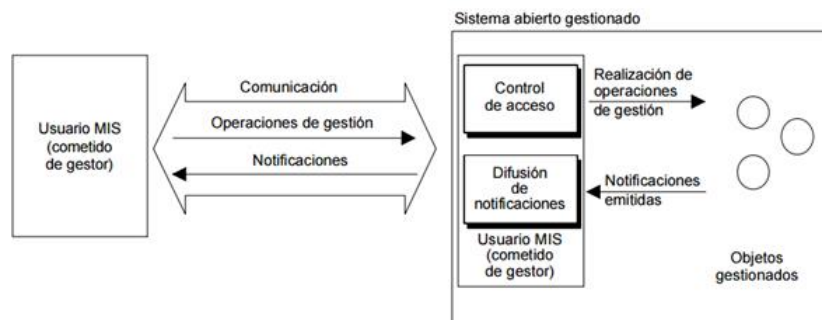 Sistema abierto gestionado
Usuario MIS
(cometido
de gestor)
Comunicación
Operaciones de gestión
Notificaciones
Control
de acceso
Realización de
operaciones
de gestión
Difusión
de
notificaciones
Notificaciones
emitidas
Usuario MIS
(cometido
de gestor)
Objetos
gestionados